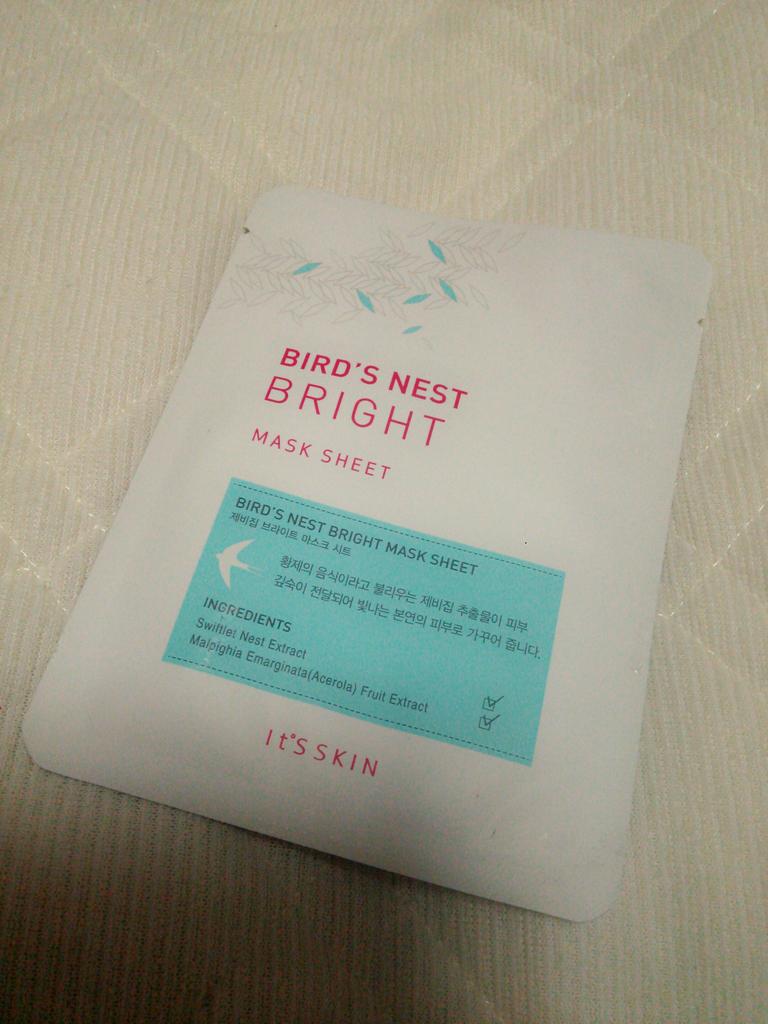 BIRD'S NEST
BRIGHT
MASK SHEET
BIRD'S NEST BRIGHT MASK SHEET
제비집 브라이트 마스크 시트
황제의 음식이라고 불리우는 제비집 추출물이 피부
깊숙이 전달되어 빛나는 본연의 피부로 가꾸어 줍니다.
INGREDIENTS
Swiftlet Nest Extract
Malpighia Emarginata(Acerola) Fruit Extract
It'S SKIN